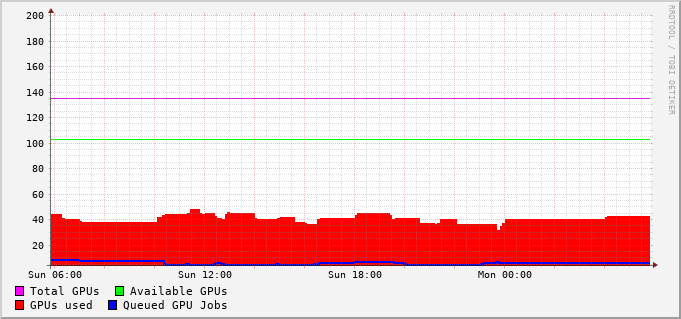 200
180
160
140
120
100
80
60
40
20
Sun 06:00 Sun 12:00 Sun 18:00 Mon 00:00
Total GPUs Available GPUs
GPUs used Queued GPU Jobs
RRDTOOL / TOBI OETIKER